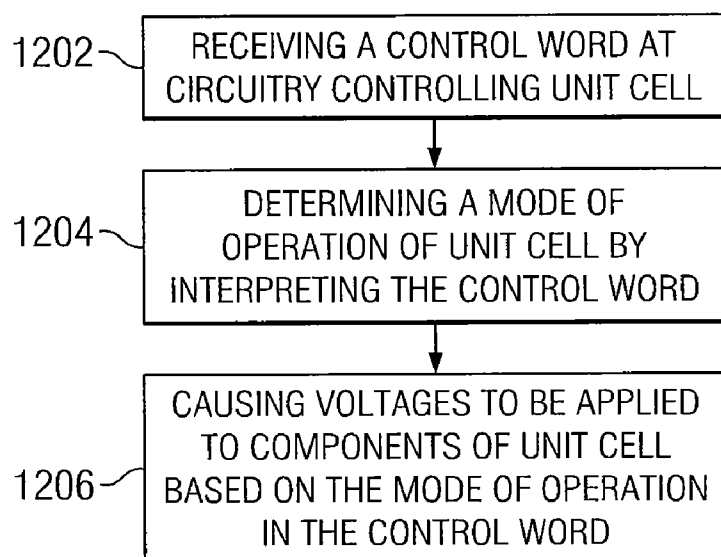 1202
RECEIVING A CONTROL WORD AT
CIRCUITRY CONTROLLING UNIT CELL
1204
DETERMINING A MODE OF
OPERATION OF UNIT CELL BY
INTERPRETING THE CONTROL WORD
1206
CAUSING VOLTAGES TO BE APPLIED
TO COMPONENTS OF UNIT CELL
BASED ON THE MODE OF OPERATION
IN THE CONTROL WORD